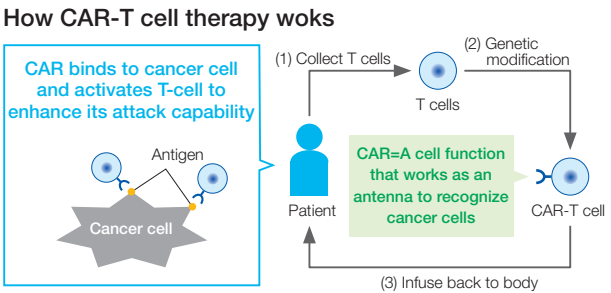 How CAR-T cell therapy woks
CAR binds to cancer cell
and activates T-cell to
enhance its attack capability
Antigen
Cancer cell
(1) Collect T cells
T cells
(2) Genetic
modification
Patient
CAR=A cell function
that works as an
antenna to recognize
cancer cells
CAR-T cell
(3) Infuse back to body